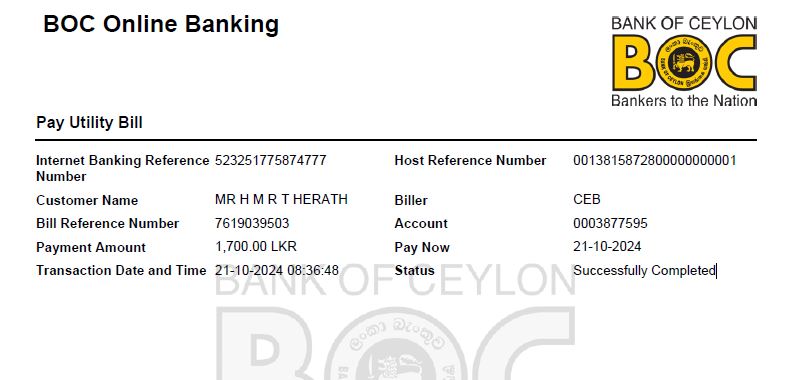 BOC Online Banking
BANK OF CEYLON
BOC
Bankers to the Nation
Pay Utility Bill
Internet Banking Reference Number 523251775874777 Host Reference Number 0013815872800000000001
Customer Name MR H M R T HERATH Biller CEB
Bill Reference Number 7619039503 Account 0003877595
Payment Amount 1,700.00 LKR Pay Now 21-10-2024
Transaction Date and Time 21-10-2024 08:36:48 Status Successfully Completed
BANK OF CEYLON
BOC
ලංකා බැංකුව